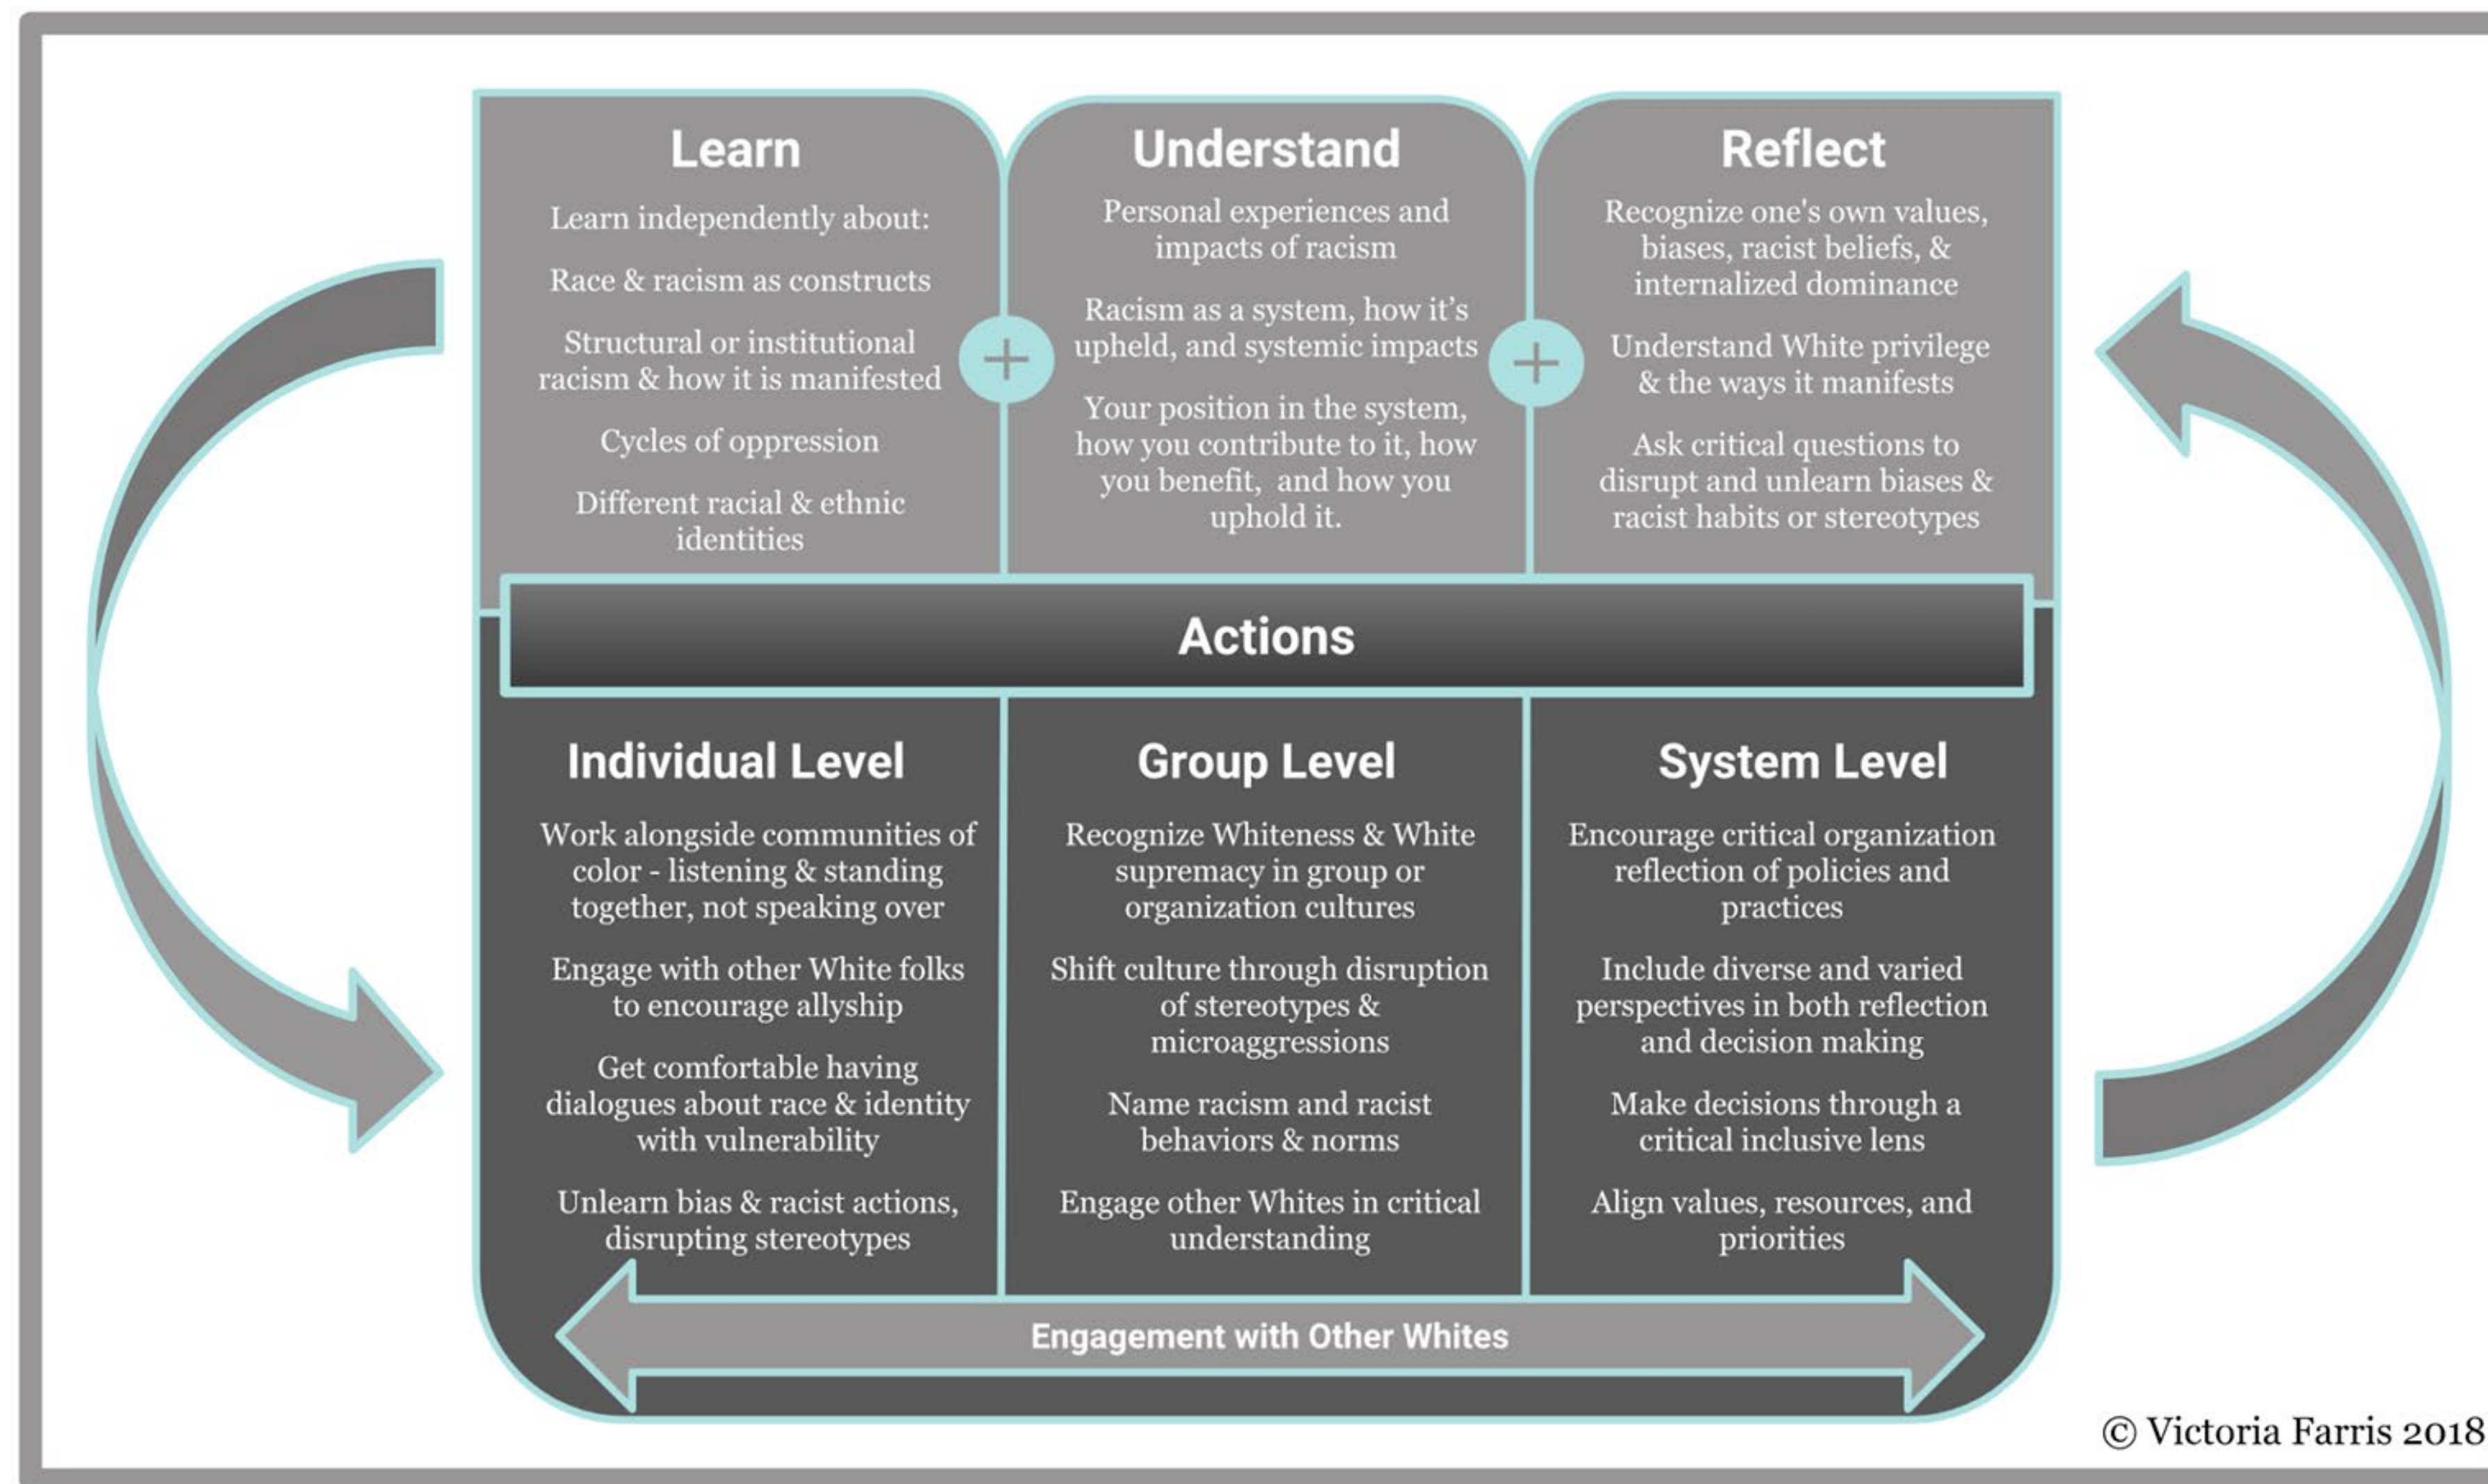 Learn
Learn independently about:
Race & racism as constructs
Structural or institutional
racism & how it is manifested
Cycles of oppression
Different racial & ethnic
identities
+
Understand
Personal experiences and
impacts of racism
Racism as a system, how it's
upheld, and systemic impacts
Your position in the system,
how you contribute to it, how
you benefit, and how you
uphold it.
+
Reflect
Recognize one's own values,
biases, racist beliefs, &
internalized dominance
Understand White privilege
& the ways it manifests
Ask critical questions to
disrupt and unlearn biases &
racist habits or stereotypes
Actions
Individual Level
Work alongside communities of
color - listening & standing
together, not speaking over
Engage with other White folks
to encourage allyship
Get comfortable having
dialogues about race & identity
with vulnerability
Unlearn bias & racist actions,
disrupting stereotypes
Group Level
Recognize Whiteness & White
supremacy in group or
organization cultures
Shift culture through disruption
of stereotypes &
microaggressions
Name racism and racist
behaviors & norms
Engage other Whites in critical
understanding
System Level
Encourage critical organization
reflection of policies and
practices
Include diverse and varied
perspectives in both reflection
and decision making
Make decisions through a
critical inclusive lens
Align values, resources, and
priorities
Engagement with Other Whites
© Victoria Farris 2018